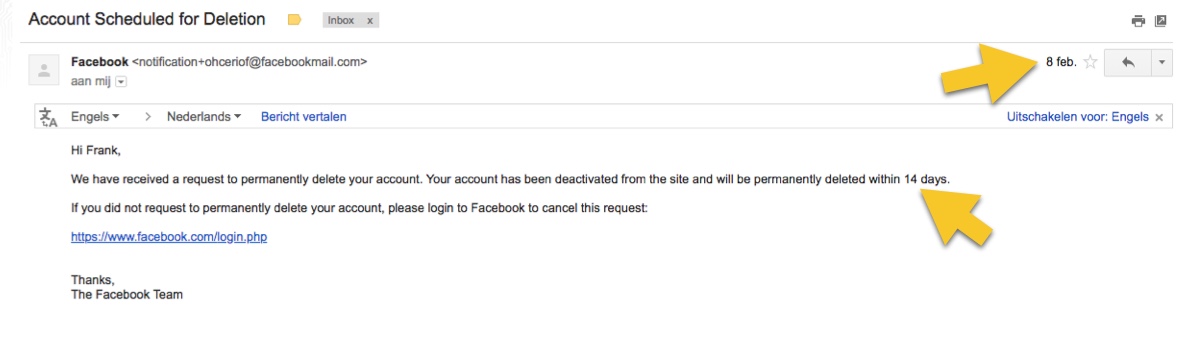 Account Scheduled for Deletion Inbox x
Facebook <notification+ohceriof@facebookmail.com> 8 feb.
aan mij
Engels > Nederlands Bericht vertalen Uitschakelen voor: Engels x
Hi Frank,
We have received a request to permanently delete your account. Your account has been deactivated from the site and will be permanently deleted within 14 days.
If you did not request to permanently delete your account, please login to Facebook to cancel this request:
https://www.facebook.com/login.php
Thanks,
The Facebook Team